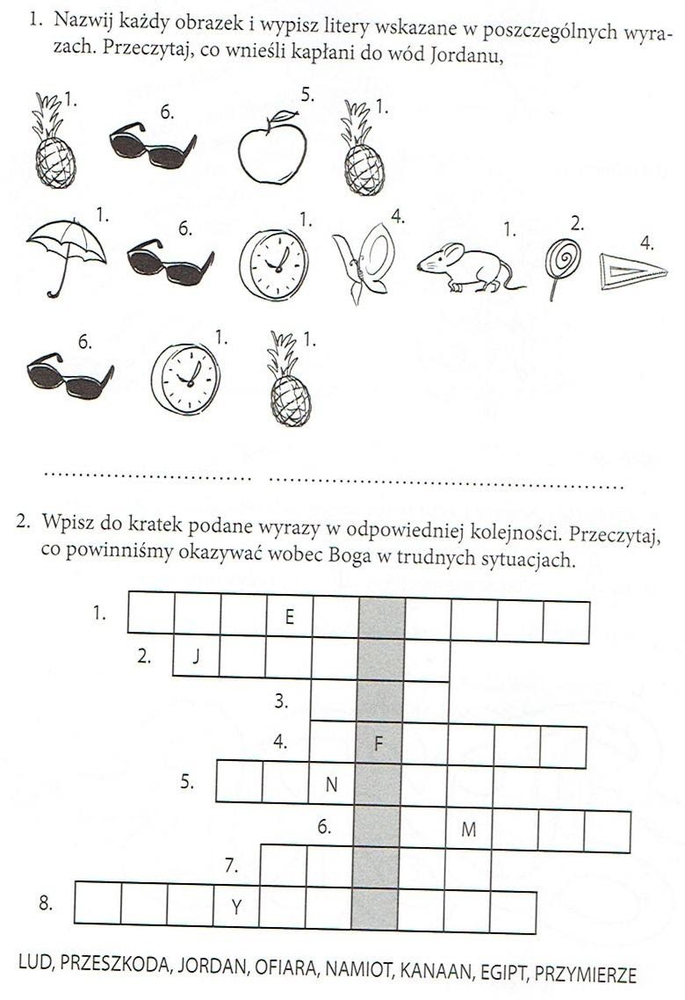 1. Nazwij każdy obrazek i wypisz litery wskazane w poszczególnych wyra-
zach. Przeczytaj, co wnieśli kapłani do wód Jordanu,
1. 6. 5. 1.
1. 6. 1. 4. 1. 2. 4.
6. 1. 1.
2. Wpisz do kratek podane wyrazy w odpowiedniej kolejności. Przeczytaj,
co powinniśmy okazywać wobec Boga w trudnych sytuacjach.
1. E
2. J
3.
4. F
5. N
6. M
7.
8. Y
LUD, PRZESZKODA, JORDAN, OFIARA, NAMIOT, KANAAN, EGIPT, PRZYMIERZE